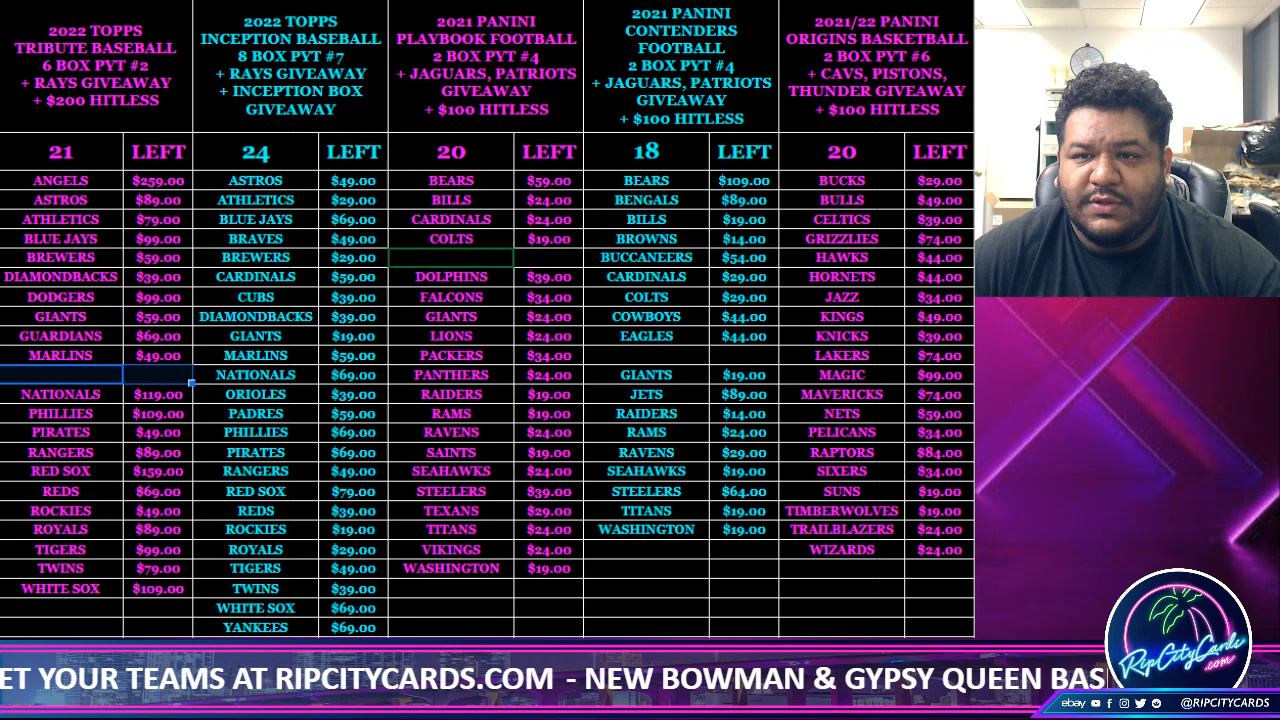 2022 TOPPS
TRIBUTE BASEBALL
6 BOX PYT #2
+ RAYS GIVEAWAY
+ $200 HITLESS
2022 TOPPS
INCEPTION BASEBALL
8 BOX PYT #7
+ RAYS GIVEAWAY
+ INCEPTION BOX
GIVEAWAY
2021 PANINI
PLAYBOOK FOOTBALL
2 BOX PYT #4
+ JAGUARS, PATRIOTS
GIVEAWAY
+ $100 HITLESS
2021 PANINI
CONTENDERS
FOOTBALL
2 BOX PYT #4
+ JAGUARS, PATRIOTS
GIVEAWAY
+ $100 HITLESS
2021/22 PANINI
ORIGINS BASKETBALL
2 BOX PYT #6
+ CAVS, PISTONS,
THUNDER GIVEAWAY
+ $100 HITLESS
21 LEFT 24 LEFT 20 LEFT 18 LEFT 20 LEFT
ANGELS $259.00 ASTROS $49.00 BEARS $59.00 BEARS $109.00 BUCKS $29.00
ASTROS $89.00 ATHLETICS $29.00 BILLS $24.00 BENGALS $89.00 BULLS $49.00
ATHLETICS $79.00 BLUE JAYS $69.00 CARDINALS $24.00 BILLS $19.00 CELTICS $39.00
BLUE JAYS $99.00 BRAVES $49.00 COLTS $19.00 BROWNS $14.00 GRIZZLIES $74.00
BREWERS $59.00 BREWERS $29.00 BUCCANEERS $54.00 HAWKS $44.00
DIAMONDBACKS $39.00 CARDINALS $59.00 DOLPHINS $39.00 CARDINALS $29.00 HORNETS $44.00
DODGERS $99.00 CUBS $39.00 FALCONS $34.00 COLTS $29.00 JAZZ $34.00
GIANTS $59.00 DIAMONDBACKS $39.00 GIANTS $24.00 COWBOYS $44.00 KINGS $49.00
GUARDIANS $69.00 GIANTS $19.00 LIONS $24.00 EAGLES $44.00 KNICKS $39.00
MARLINS $49.00 MARLINS $59.00 PACKERS $34.00 LAKERS $74.00
NATIONALS $69.00 PANTHERS $24.00 GIANTS $19.00 MAGIC $99.00
NATIONALS $119.00 ORIOLES $39.00 RAIDERS $19.00 JETS $89.00 MAVERICKS $74.00
PHILLIES $109.00 PADRES $59.00 RAMS $19.00 RAIDERS $14.00 NETS $59.00
PIRATES $49.00 PHILLIES $69.00 RAVENS $24.00 RAMS $24.00 PELICANS $34.00
RANGERS $89.00 PIRATES $69.00 SAINTS $19.00 RAVENS $29.00 RAPTORS $84.00
RED SOX $159.00 RANGERS $49.00 SEAHAWKS $24.00 SEAHAWKS $19.00 SIXERS $34.00
REDS $69.00 RED SOX $79.00 STEELERS $39.00 STEELERS $64.00 SUNS $19.00
ROCKIES $49.00 REDS $39.00 TEXANS $29.00 TITANS $19.00 TIMBERWOLVES $19.00
ROYALS $89.00 ROCKIES $19.00 TITANS $24.00 WASHINGTON $19.00 TRAILBLAZERS $24.00
TIGERS $99.00 ROYALS $29.00 VIKINGS $24.00 WIZARDS $24.00
TWINS $79.00 TIGERS $49.00 WASHINGTON $19.00
WHITE SOX $109.00 TWINS $39.00
WHITE SOX $69.00
YANKEES $69.00
ET YOUR TEAMS AT RIPCITYCARDS.COM - NEW BOWMAN & GYPSY QUEEN BAS
RipCityCards
.com
ebay @RIPCITYCARDS